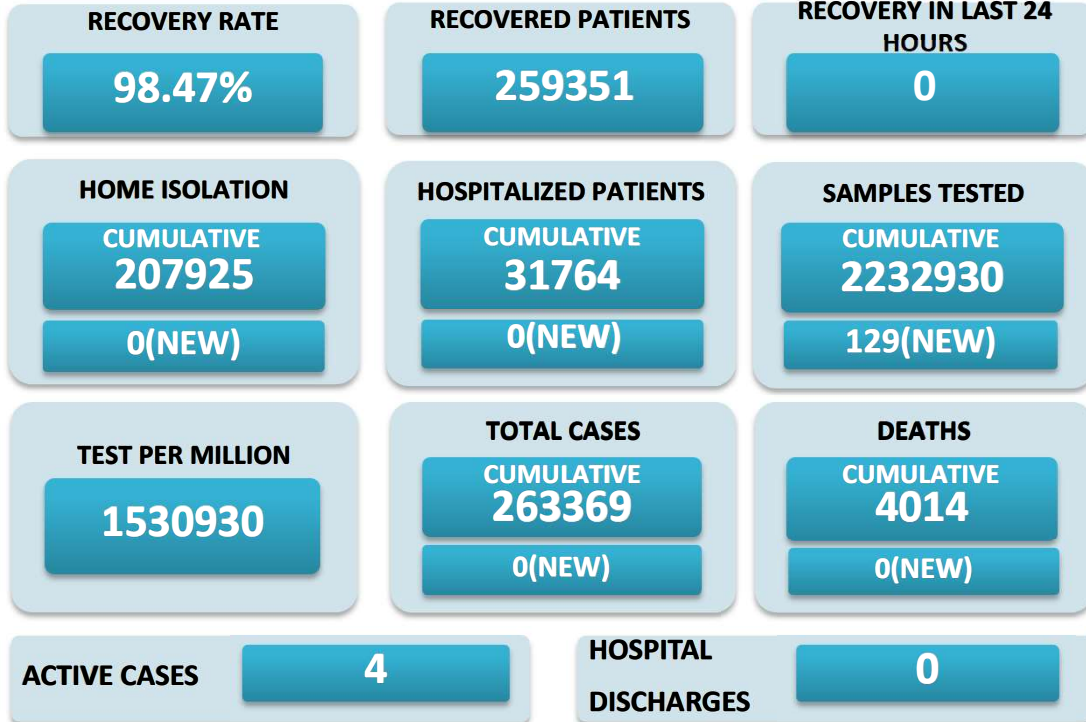 RECOVERY RATE
98.47%
RECOVERED PATIENTS
259351
RECOVERY IN LAST 24
HOURS
0
HOME ISOLATION
CUMULATIVE
207925
0(NEW)
HOSPITALIZED PATIENTS
CUMULATIVE
31764
0(NEW)
SAMPLES TESTED
CUMULATIVE
2232930
129(NEW)
TEST PER MILLION
1530930
TOTAL CASES
CUMULATIVE
263369
0(NEW)
DEATHS
CUMULATIVE
4014
0(NEW)
ACTIVE CASES
4
HOSPITAL
DISCHARGES
0